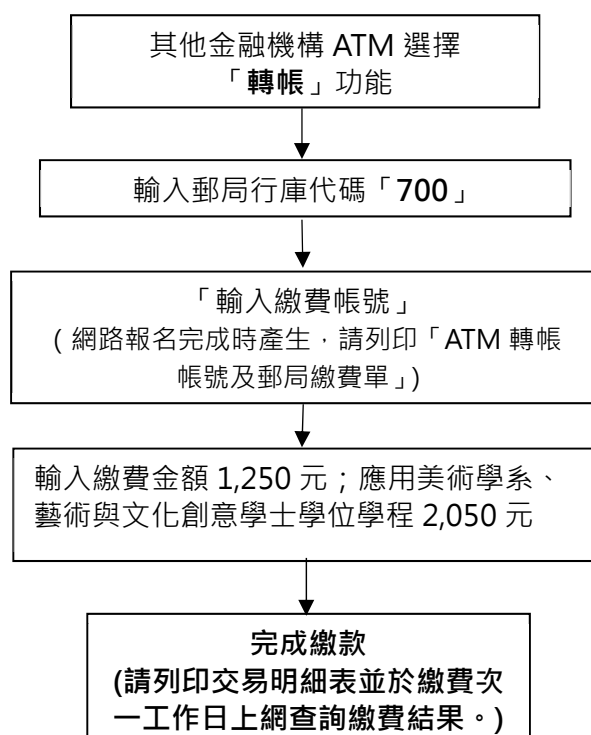 其他金融機構 ATM 選擇
「轉帳」功能
輸入郵局行庫代碼「700」
「輸入繳費帳號」
(網路報名完成時產生，請列印「ATM 轉帳
帳號及郵局繳費單」)
輸入繳費金額 1,250 元；應用美術學系、
藝術與文化創意學士學位學程 2,050 元
完成繳款
(請列印交易明細表並於繳費次
一工作日上網查詢繳費結果。)